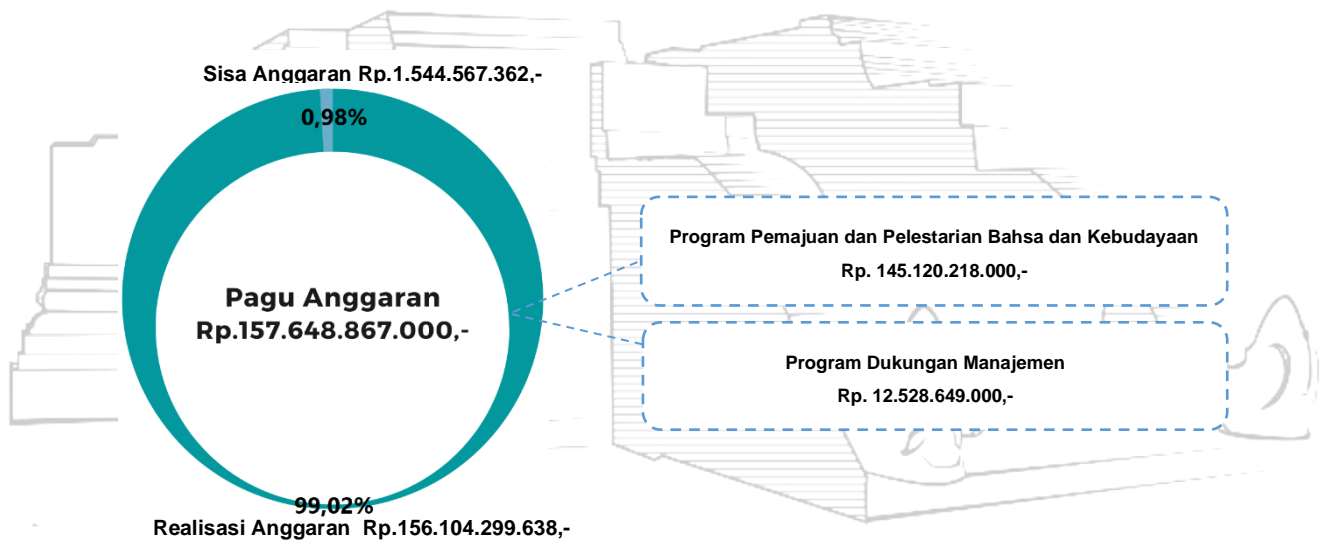 Sisa Anggaran Rp.1.544.567.362,-
0,98%
Pagu Anggaran
Rp.157.648.867.000,-
Program Pemajuan dan Pelestarian Bahsa dan Kebudayaan
Rp. 145.120.218.000,-
Program Dukungan Manajemen
Rp. 12.528.649.000,-
99,02%
Realisasi Anggaran Rp.156.104.299.638,-